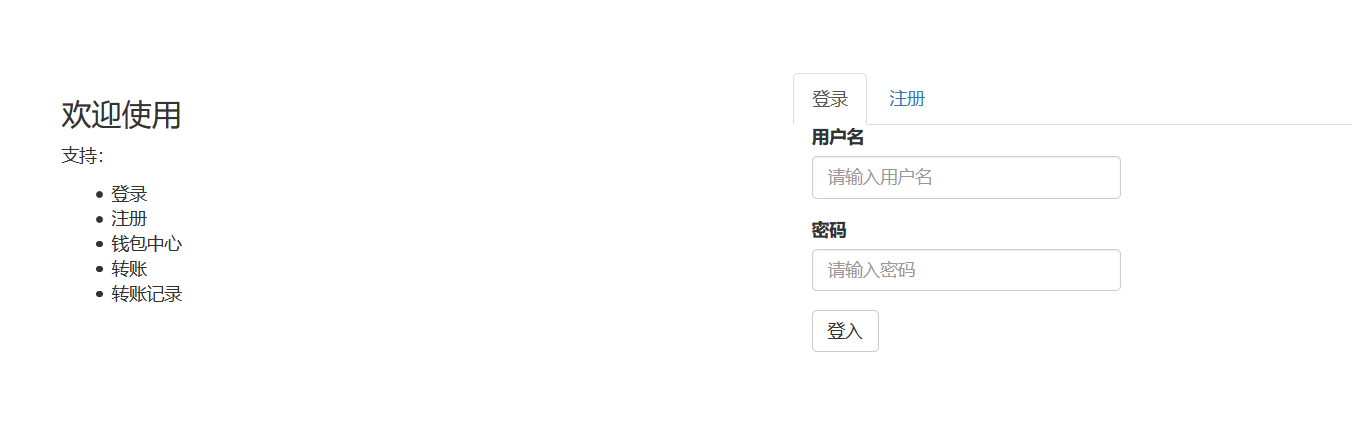 欢迎使用
支持：
登录
注册
钱包中心
转账
转账记录
登录 注册
用户名
请输入用户名
密码
请输入密码
登入